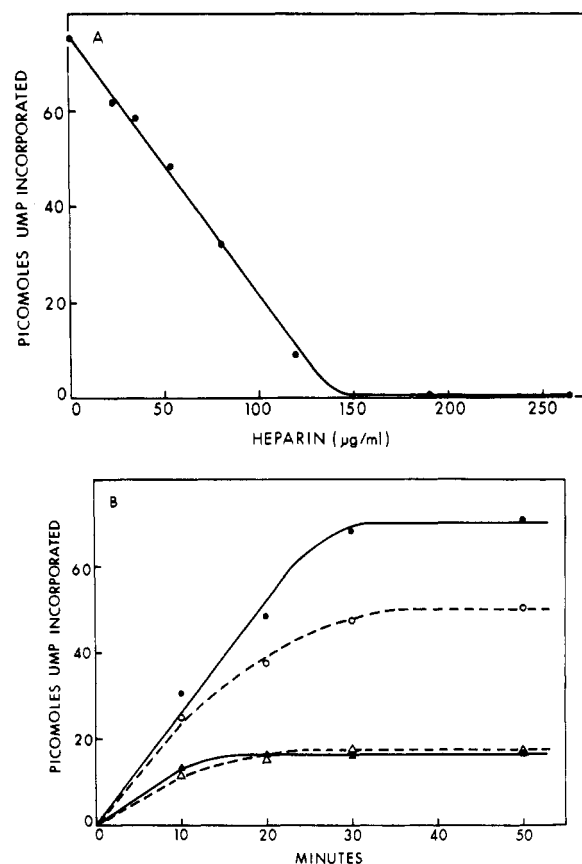 A
PICOMOLES UMP INCORPORATED
60
40
20
0
0 50 100 150 200 250
HEPARIN (µg/ml)
B
PICOMOLES UMP INCORPORATED
60
40
20
0
0 10 20 30 40 50
MINUTES